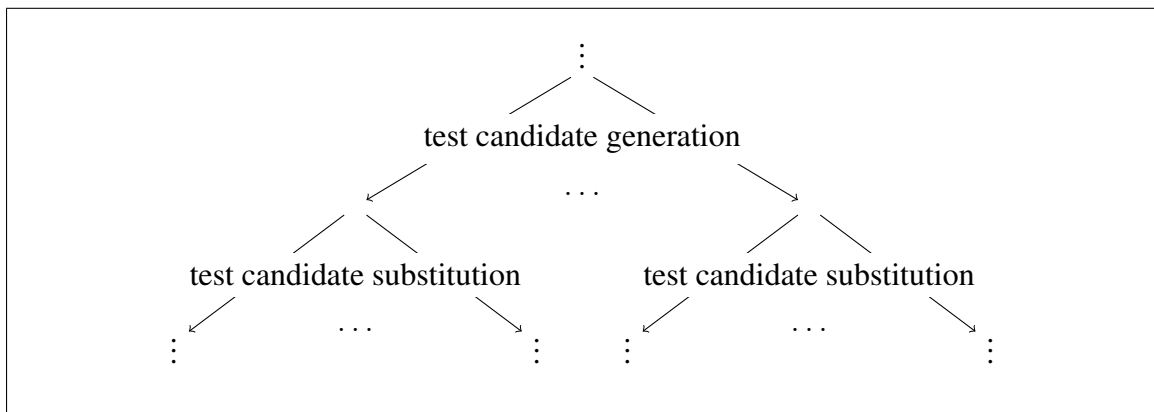 ⋮
test candidate generation
. . .
test candidate substitution test candidate substitution
. . . . . .
⋮ ⋮ ⋮ ⋮